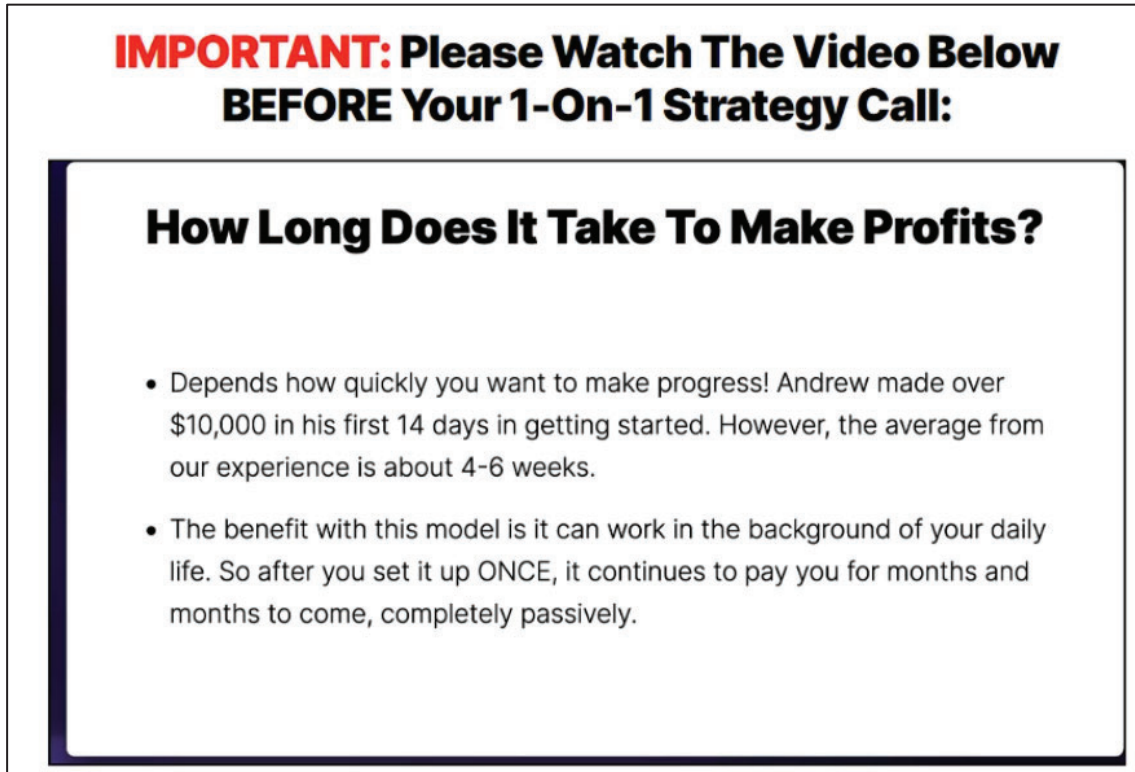 IMPORTANT: Please Watch The Video Below
BEFORE Your 1-On-1 Strategy Call:
How Long Does It Take To Make Profits?
• Depends how quickly you want to make progress! Andrew made over
$10,000 in his first 14 days in getting started. However, the average from
our experience is about 4-6 weeks.
• The benefit with this model is it can work in the background of your daily
life. So after you set it up ONCE, it continues to pay you for months and
months to come, completely passively.